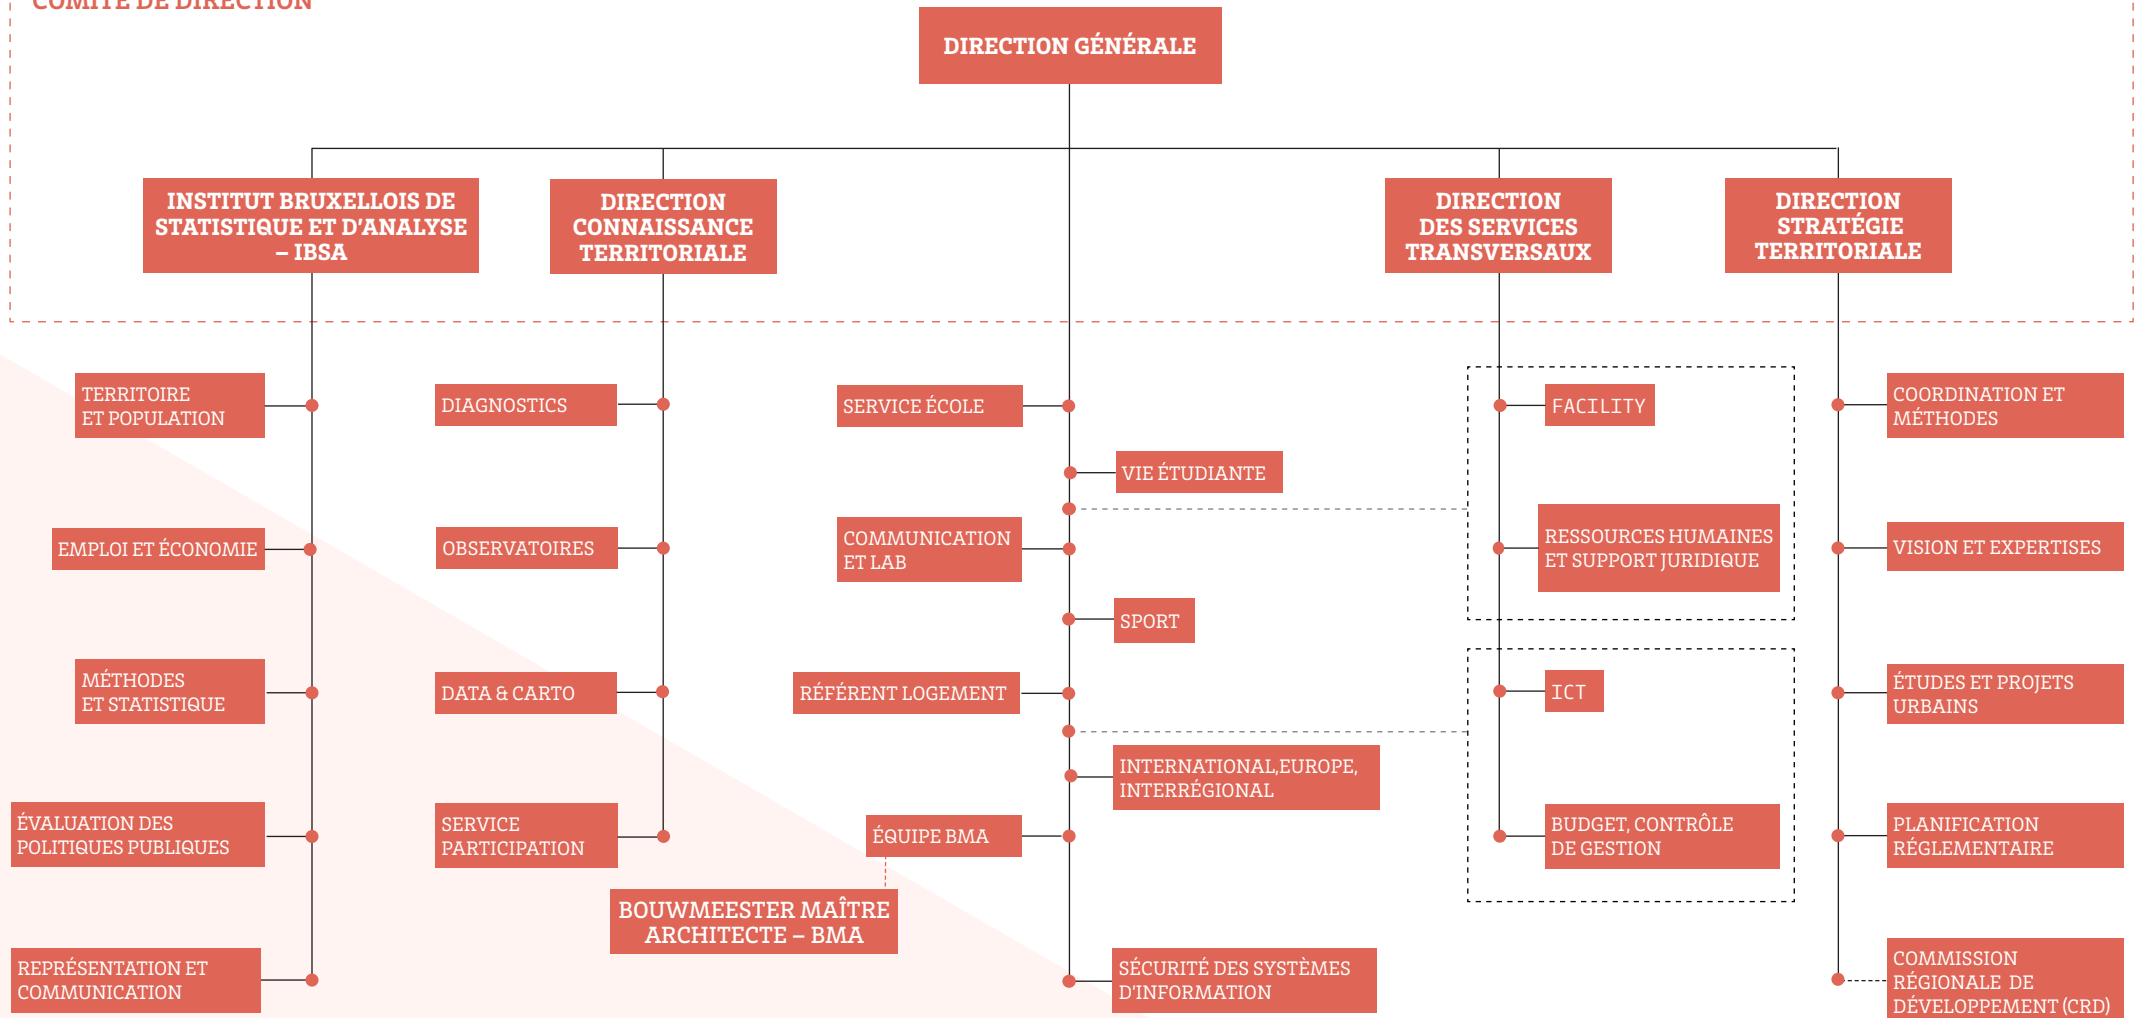 COMITÉ DE DIRECTION
DIRECTION GÉNÉRALE
INSTITUT BRUXELLOIS DE
STATISTIQUE ET D'ANALYSE
– IBSA
DIRECTION
CONNAISSANCE
TERRITORIALE
DIRECTION
DES SERVICES
TRANSVERSAUX
DIRECTION
STRATÉGIE
TERRITORIALE
TERRITOIRE
ET POPULATION
EMPLOI ET ÉCONOMIE
MÉTHODES
ET STATISTIQUE
ÉVALUATION DES
POLITIQUES PUBLIQUES
REPRÉSENTATION ET
COMMUNICATION
DIAGNOSTICS
OBSERVATOIRES
DATA & CARTO
SERVICE
PARTICIPATION
SERVICE ÉCOLE
VIE ÉTUDIANTE
COMMUNICATION
ET LAB
SPORT
RÉFÉRENT LOGEMENT
INTERNATIONAL,EUROPE,
INTERRÉGIONAL
ÉQUIPE BMA
BOUWMEESTER MAÎTRE
ARCHITECTE – BMA
SÉCURITÉ DES SYSTÈMES
D'INFORMATION
FACILITY
RESSOURCES HUMAINES
ET SUPPORT JURIDIQUE
ICT
BUDGET, CONTRÔLE
DE GESTION
COORDINATION ET
MÉTHODES
VISION ET EXPERTISES
ÉTUDES ET PROJETS
URBAINS
PLANIFICATION
RÉGLEMENTAIRE
COMMISSION
RÉGIONALE DE
DÉVELOPPEMENT (CRD)